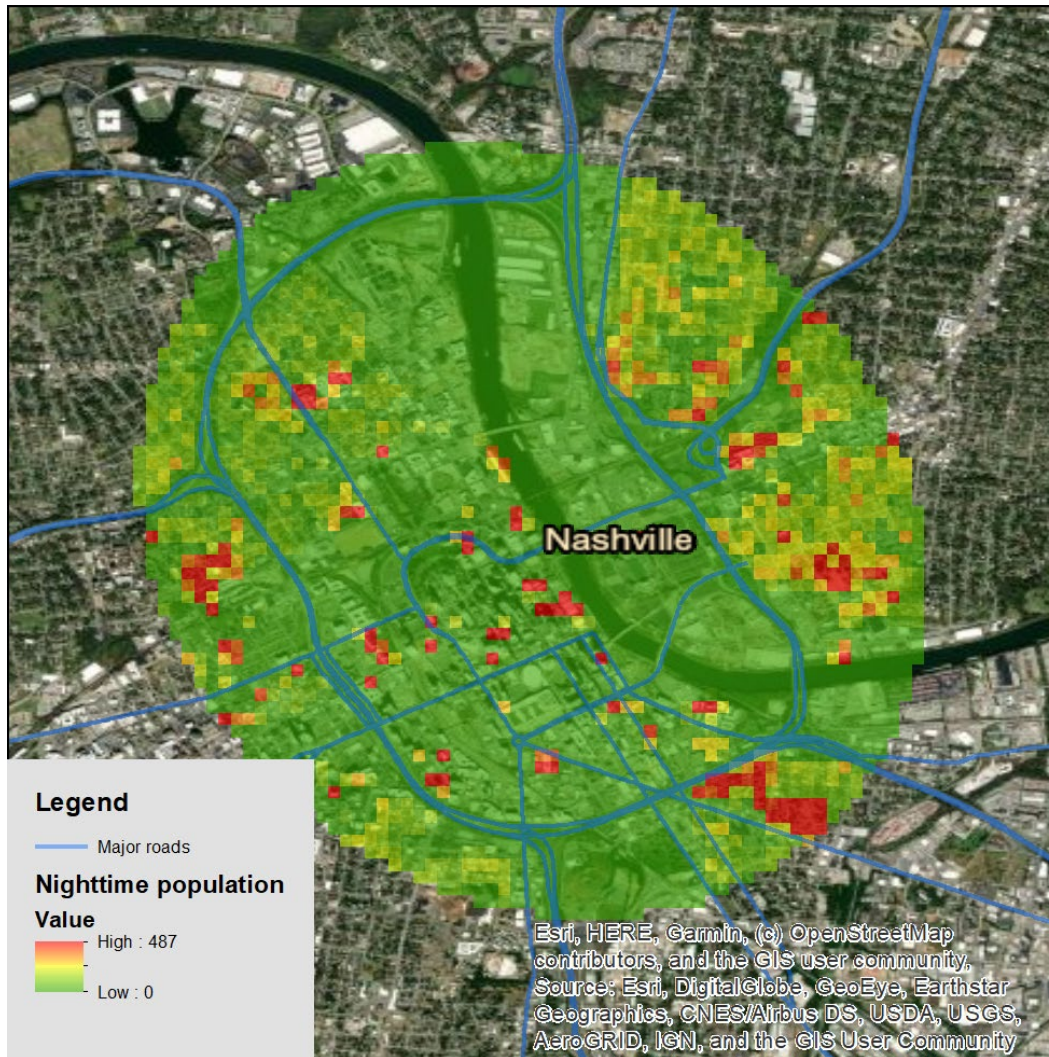 Nashville
Legend
Major roads
Nighttime population
Value
High : 487
Low : 0
Esri, HERE, Garmin, (c) OpenStreetMap
contributors, and the GIS user community,
Source: Esri, DigitalGlobe, GeoEye, Earthstar
Geographics, CNES/Airbus DS, USDA, USGS,
AeroGRID, IGN, and the GIS User Community